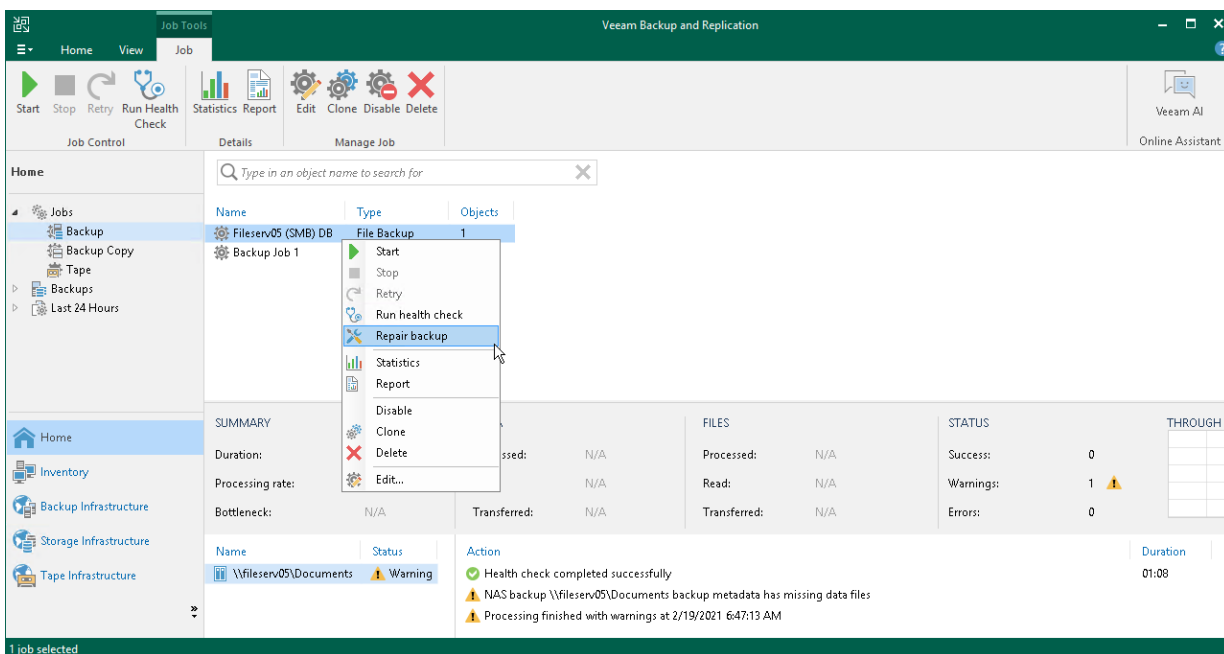 Job Tools
Veeam Backup and Replication
Home View Job
Start Stop Retry Run Health Check
Statistics Report
Edit Clone Disable Delete
Veeam AI
Job Control
Details
Manage Job
Online Assistant
Home
Type in an object name to search for
Jobs
Backup
Backup Copy
Tape
Backups
Last 24 Hours
Name Type Objects
Fileserv05 (SMB) DB File Backup 1
Backup Job 1
Start
Stop
Retry
Run health check
Repair backup
Statistics
Report
Disable
Clone
Delete
Edit...
Home
Inventory
Backup Infrastructure
Storage Infrastructure
Tape Infrastructure
SUMMARY
Duration:
Processing rate:
Bottleneck: N/A
ssed: N/A
N/A
Transferred: N/A
FILES
Processed: N/A
Read: N/A
Transferred: N/A
STATUS
Success: 0
Warnings: 1
Errors: 0
THROUGH
Name Status
\\fileserv05\Documents Warning
Action Duration
Health check completed successfully 01:08
NAS backup \\fileserv05\Documents backup metadata has missing data files
Processing finished with warnings at 2/19/2021 6:47:13 AM
1 job selected